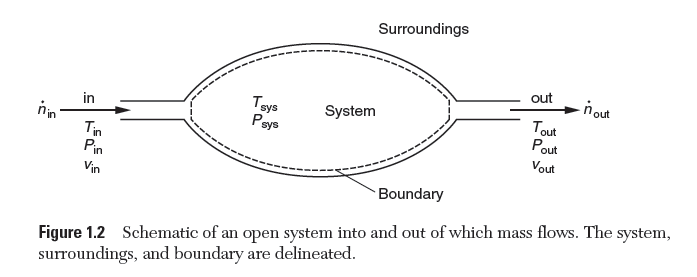 Surroundings
ṅin
in
Tin
Pin
vin
Tsys
Psys
System
out
ṅout
Tout
Pout
vout
Boundary
Figure 1.2 Schematic of an open system into and out of which mass flows. The system,
surroundings, and boundary are delineated.